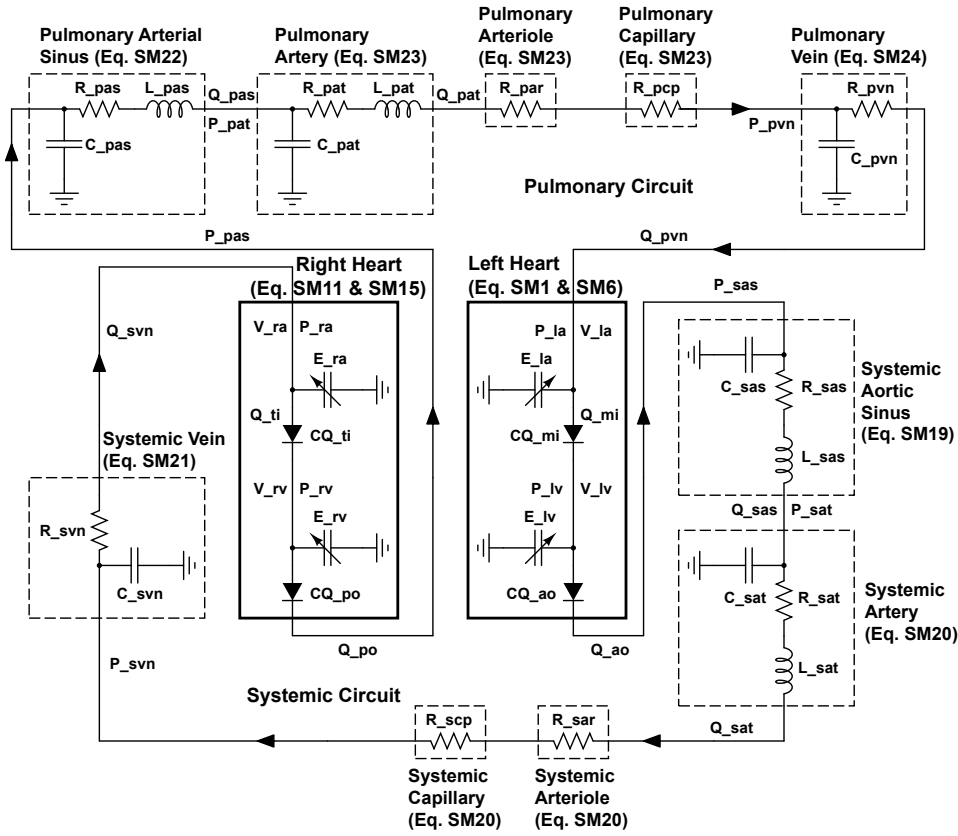 Pulmonary Arterial
Sinus (Eq. SM22)
Pulmonary
Artery (Eq. SM23)
Pulmonary
Arteriole
(Eq. SM23)
Pulmonary
Capillary
(Eq. SM23)
Pulmonary
Vein (Eq. SM24)
R_pas
L_pas
C_pas
Q_pas
P_pat
R_pat
L_pat
C_pat
Q_pat
R_par
R_pcp
P_pvn
R_pvn
C_pvn
Pulmonary Circuit
P_pas
Q_pvn
Right Heart
(Eq. SM11 & SM15)
Left Heart
(Eq. SM1 & SM6)
Q_svn
V_ra
P_ra
E_ra
Q_ti
CQ_ti
V_rv
P_rv
E_rv
CQ_po
Q_po
P_la
V_la
E_la
Q_mi
CQ_mi
P_lv
V_lv
E_lv
CQ_ao
Q_ao
P_sas
C_sas
R_sas
L_sas
Systemic
Aortic
Sinus
(Eq. SM19)
Q_sas
P_sat
C_sat
R_sat
L_sat
Systemic
Artery
(Eq. SM20)
Systemic Vein
(Eq. SM21)
R_svn
C_svn
P_svn
Systemic Circuit
Q_sat
R_scp
R_sar
Systemic
Capillary
(Eq. SM20)
Systemic
Arteriole
(Eq. SM20)